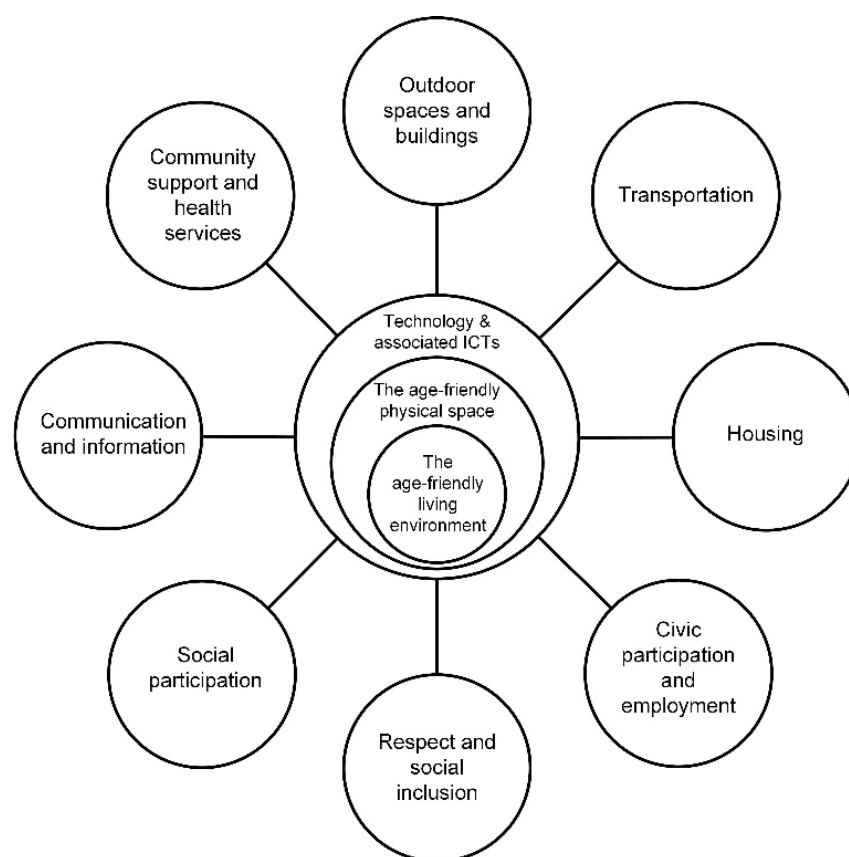 Outdoor
spaces and
buildings
Transportation
Housing
Civic
participation
and
employment
Respect and
social
inclusion
Social
participation
Communication
and information
Community
support and
health
services
Technology &
associated ICTs
The age-friendly
physical space
The
age-friendly
living
environment